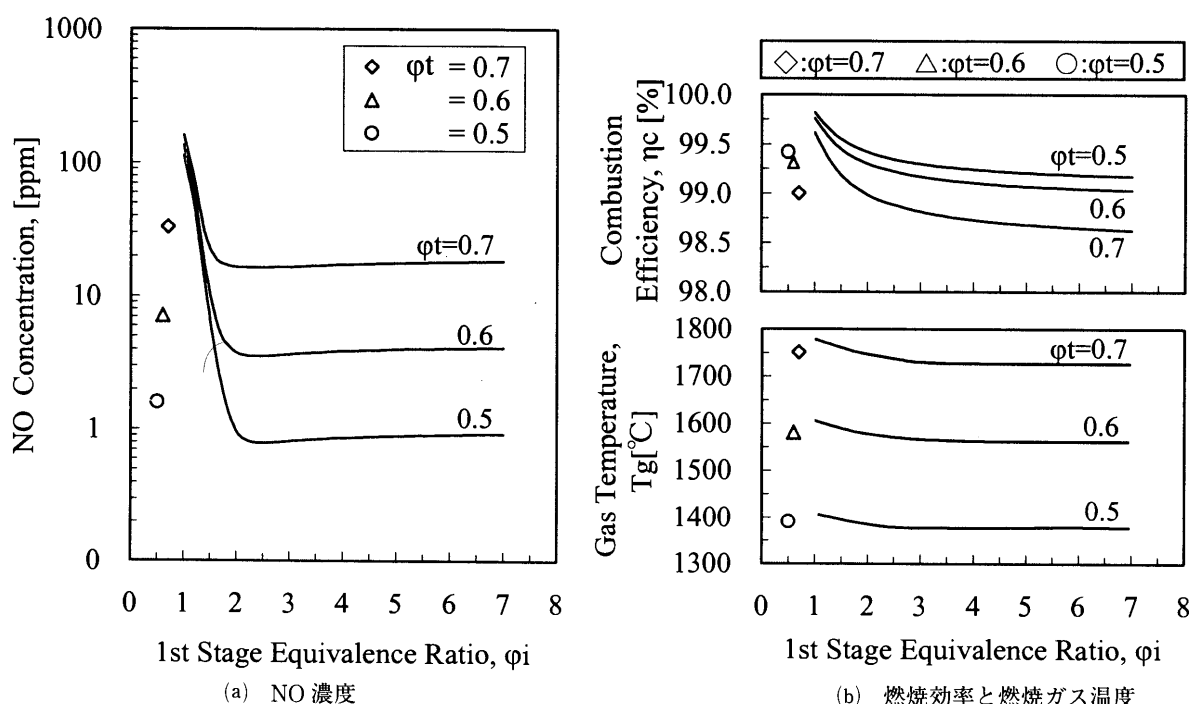 1000
100
10
1
0
NO Concentration, [ppm]
◇ φt = 0.7
△ = 0.6
○ = 0.5
φt=0.7
0.6
0.5
0 1 2 3 4 5 6 7 8
1st Stage Equivalence Ratio, φi
(a) NO 濃度
◇:φt=0.7 △:φt=0.6 ○:φt=0.5
100.0
99.5
99.0
98.5
98.0
Combustion
Efficiency, ηc [%]
φt=0.5
0.6
0.7
1800
1700
1600
1500
1400
1300
Gas Temperature,
Tg[℃]
φt=0.7
0.6
0.5
0 1 2 3 4 5 6 7 8
1st Stage Equivalence Ratio, φi
(b) 燃焼効率と燃焼ガス温度